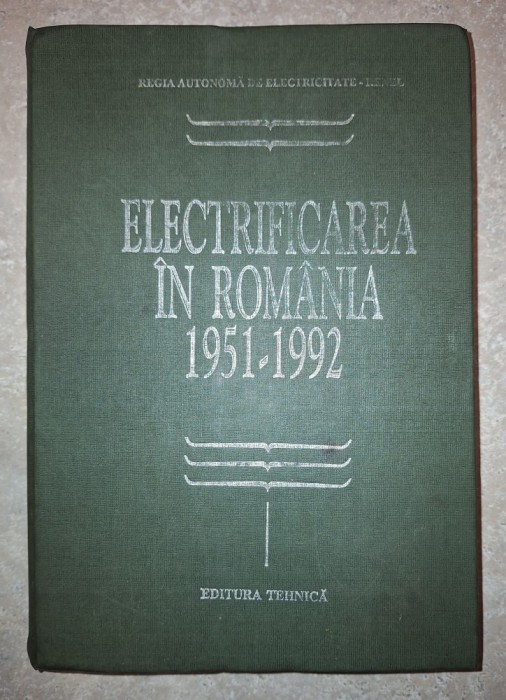 REGIA AUTONOMĂ DE ELECTRICITATE - RENEL
ELECTRIFICAREA
ÎN ROMÂNIA
1951-1992
EDITURA TEHNICĂ